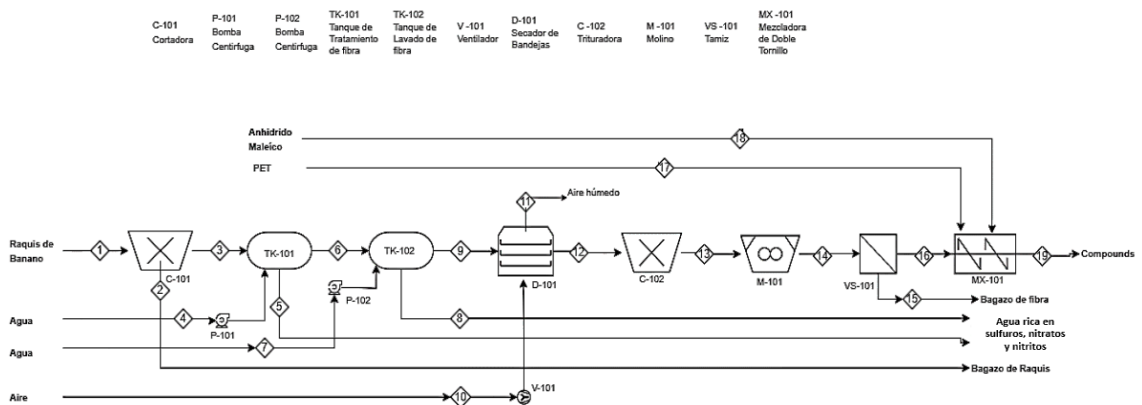 C-101
Cortadora
P-101
Bomba
Centirfuga
P-102
Bomba
Centirfuga
TK-101
Tanque de
Tratamiento
de fibra
TK-102
Tanque de
Lavado de
fibra
V -101
Ventilador
D-101
Secador de
Bandejas
C -102
Trituradora
M -101
Molino
VS -101
Tamiz
MX -101
Mezcladora
de Doble
Tornillo
Anhidrido
Maleico
18
PET
17
11
Aire húmedo
Raquis de
Banano
1
C-101
3
TK-101
6
TK-102
9
D-101
12
C-102
13
M-101
14
VS-101
16
MX-101
19
Compounds
2
15
Bagazo de fibra
Agua
4
P-101
5
P-102
8
Agua rica en
sulfuros, nitratos
y nitritos
Agua
7
Bagazo de Raquis
Aire
10
V-101